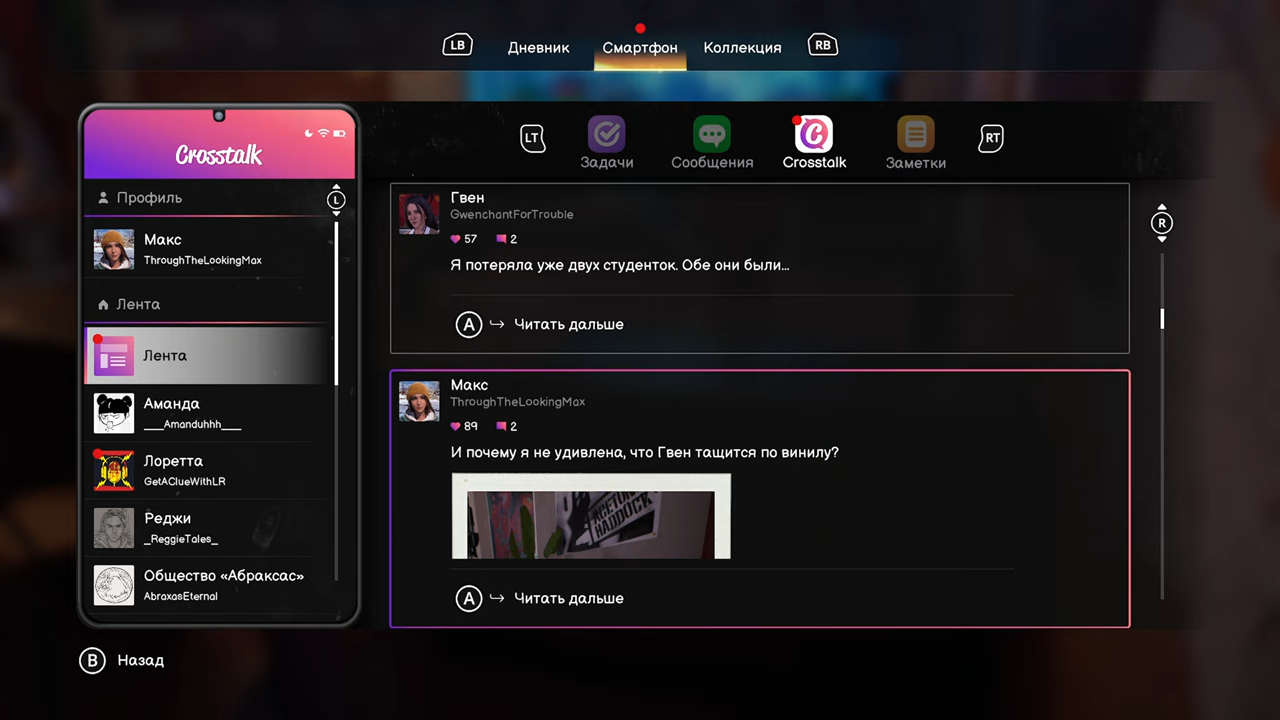 LB
Дневник
Смартфон
Коллекция
RB
Crosstalk
LT
Задачи
Сообщения
Crosstalk
Заметки
RT
Профиль
L
Макс
ThroughTheLookingMax
Лента
Лента
Аманда
___Amanduhhh___
Лоретта
GetAClueWithLR
Реджи
_ReggieTales_
Общество «Абраксас»
AbraxasEternal
Гвен
GwenchantForTrouble
57
2
Я потеряла уже двух студенток. Обе они были...
A
Читать дальше
R
Макс
ThroughTheLookingMax
89
2
И почему я не удивлена, что Гвен тащится по винилу?
HADDOCK
A
Читать дальше
B
Назад